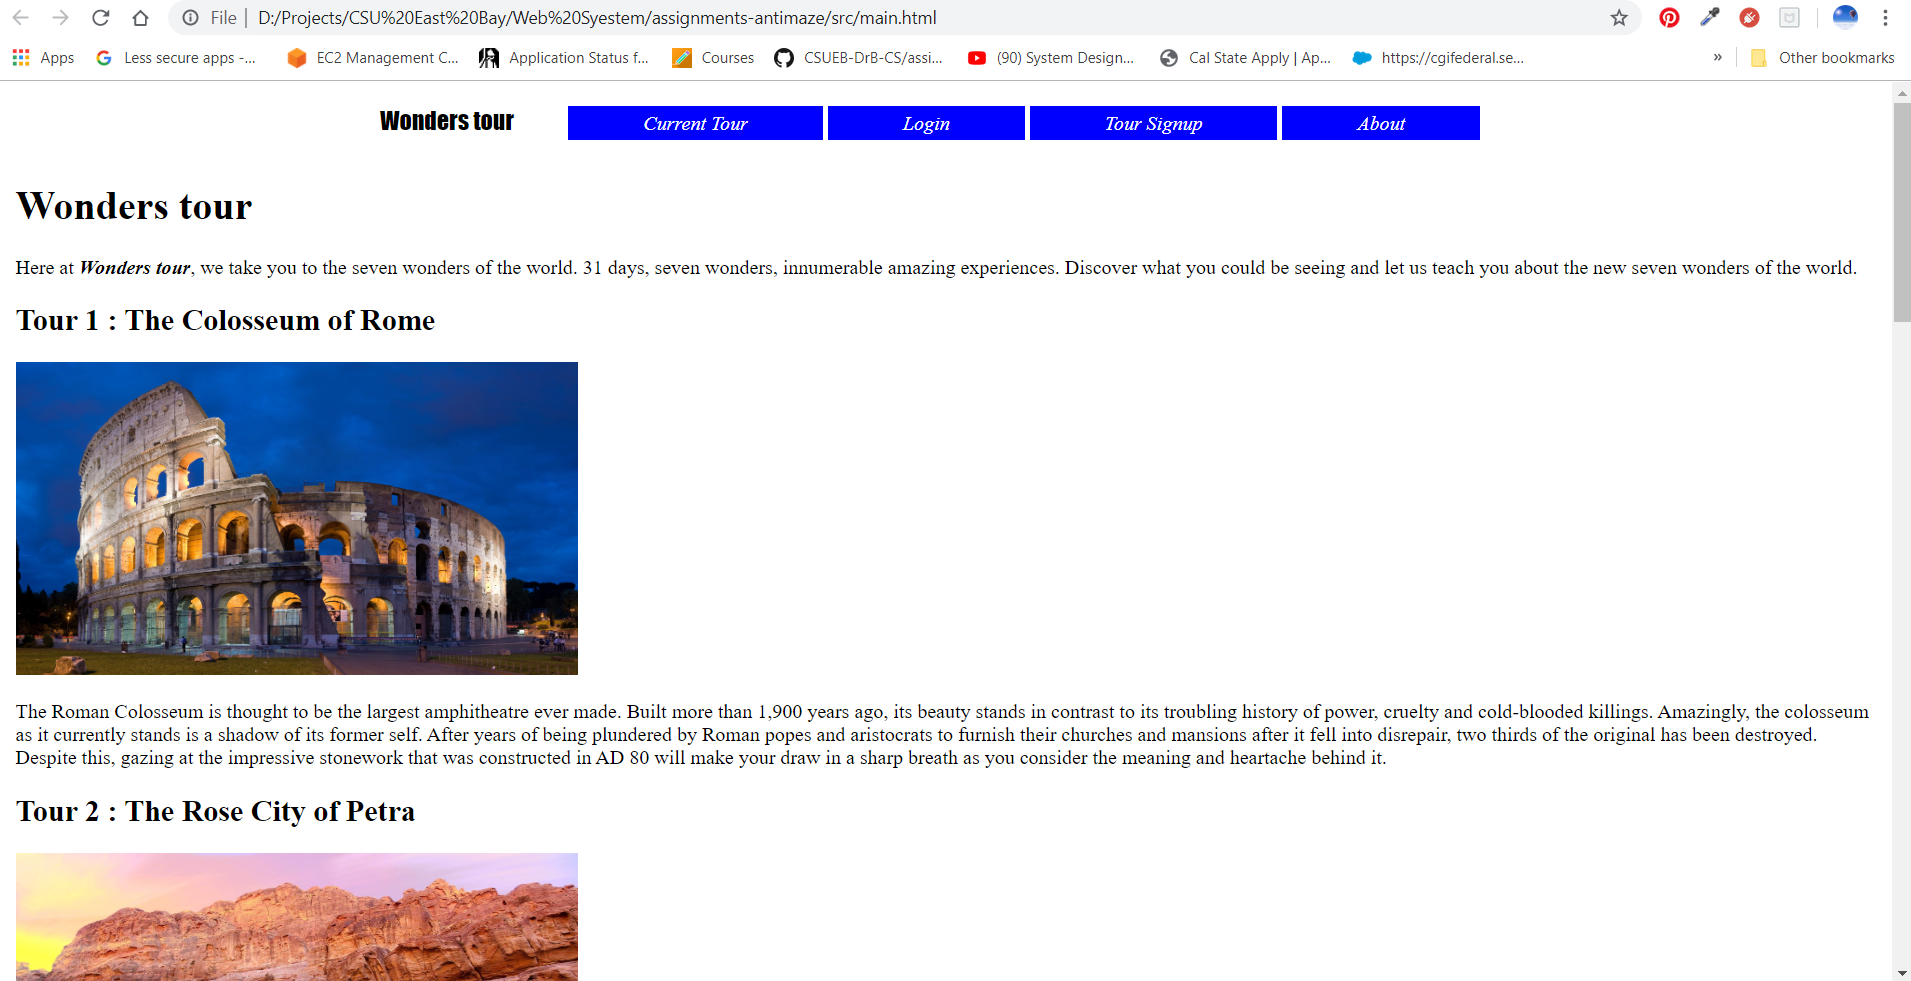 File | D:/Projects/CSU%20East%20Bay/Web%20Syestem/assignments-antimaze/src/main.html
Apps Less secure apps -... EC2 Management C... Application Status f... Courses CSUEB-DrB-CS/assi... (90) System Design... Cal State Apply | Ap... https://cgifederal.se... » Other bookmarks
Wonders tour Current Tour Login Tour Signup About
Wonders tour
Here at Wonders tour, we take you to the seven wonders of the world. 31 days, seven wonders, innumerable amazing experiences. Discover what you could be seeing and let us teach you about the new seven wonders of the world.
Tour 1 : The Colosseum of Rome
The Roman Colosseum is thought to be the largest amphitheatre ever made. Built more than 1,900 years ago, its beauty stands in contrast to its troubling history of power, cruelty and cold-blooded killings. Amazingly, the colosseum
as it currently stands is a shadow of its former self. After years of being plundered by Roman popes and aristocrats to furnish their churches and mansions after it fell into disrepair, two thirds of the original has been destroyed.
Despite this, gazing at the impressive stonework that was constructed in AD 80 will make your draw in a sharp breath as you consider the meaning and heartache behind it.
Tour 2 : The Rose City of Petra